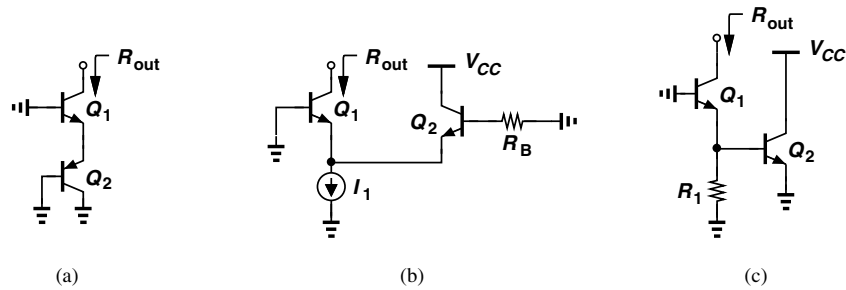 R_out
Q_1
Q_2
(a)
R_out
Q_1
I_1
V_CC
Q_2
R_B
(b)
R_out
Q_1
V_CC
Q_2
R_1
(c)